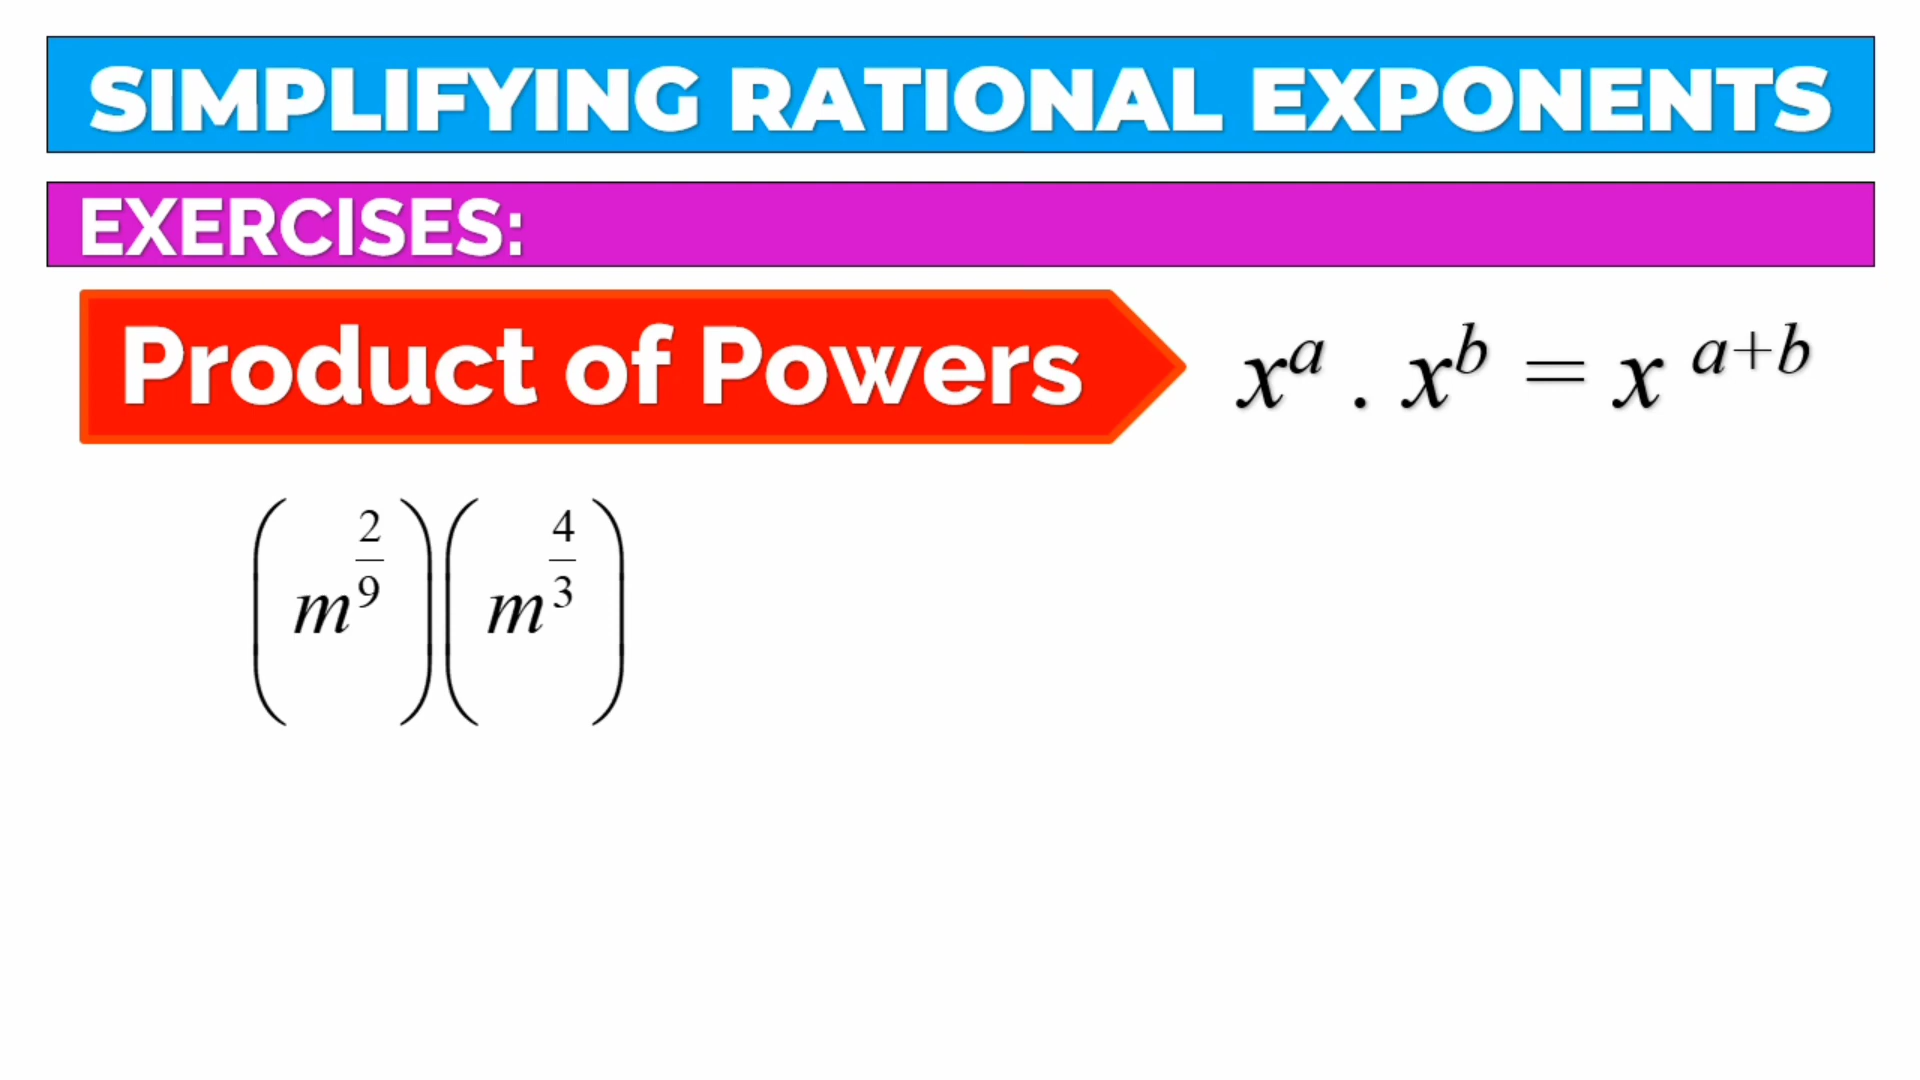 SIMPLIFYING RATIONAL EXPONENTS
EXERCISES:
Product of Powers
x^a . x^b = x^{a+b}
(m^{2/9})(m^{4/3})